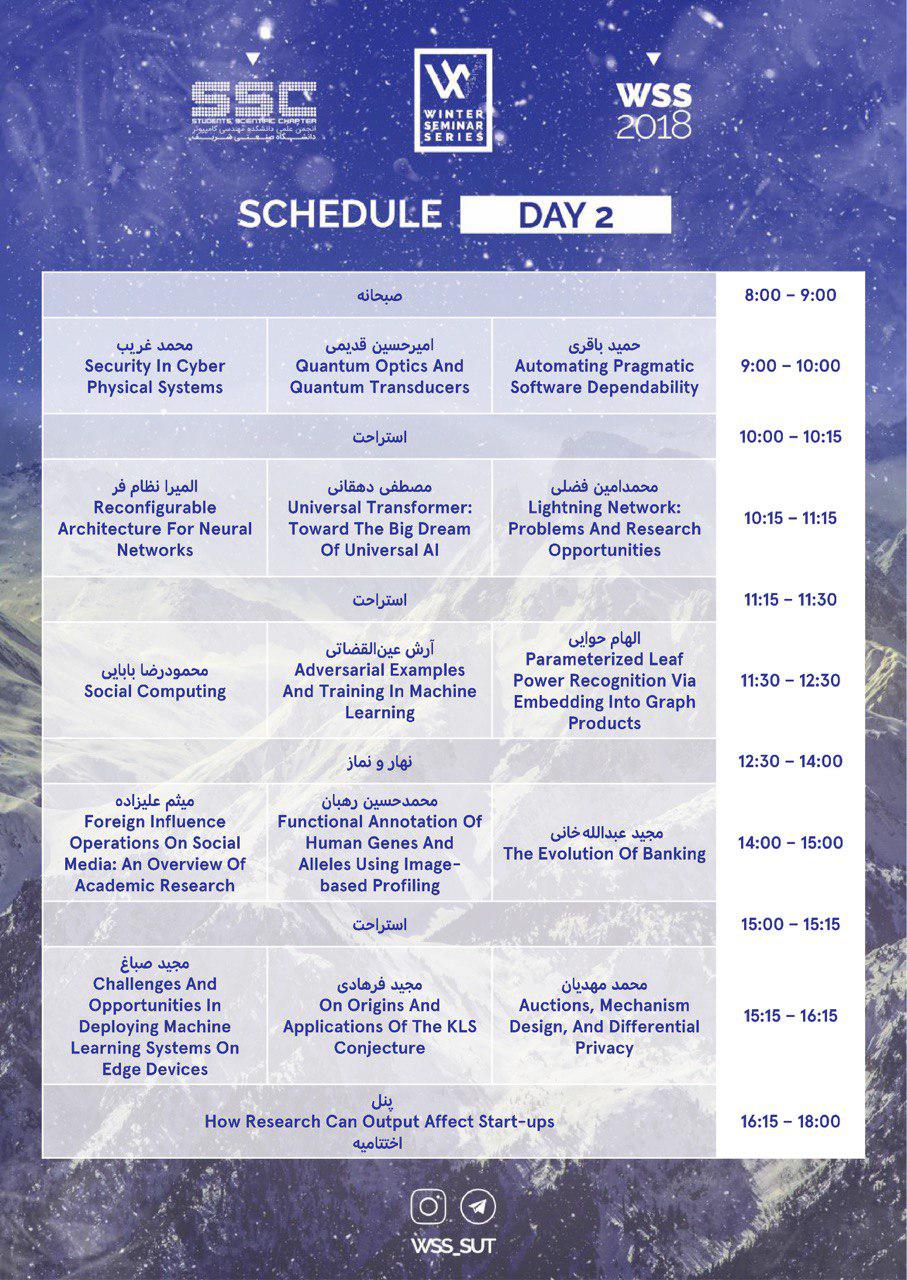 SSC
STUDENTS SCIENTIFIC CHAPTER
انجمن علمی دانشکده مهندسی کامپیوتر
دانشگاه صنعتی شریف
WINTER
SEMINAR
SERIES
WSS
2018
SCHEDULE DAY 2
صبحانه
8:00 – 9:00
محمد غریب
Security In Cyber
Physical Systems
امیرحسین قدیمی
Quantum Optics And
Quantum Transducers
حمید باقری
Automating Pragmatic
Software Dependability
9:00 – 10:00
استراحت
10:00 – 10:15
المیرا نظام فر
Reconfigurable
Architecture For Neural
Networks
مصطفی دهقانی
Universal Transformer:
Toward The Big Dream
Of Universal AI
محمدامین فضلی
Lightning Network:
Problems And Research
Opportunities
10:15 – 11:15
استراحت
11:15 – 11:30
محمودرضا بابایی
Social Computing
آرش عین‌القضاتی
Adversarial Examples
And Training In Machine
Learning
الهام حوایی
Parameterized Leaf
Power Recognition Via
Embedding Into Graph
Products
11:30 – 12:30
نهار و نماز
12:30 – 14:00
میثم علیزاده
Foreign Influence
Operations On Social
Media: An Overview Of
Academic Research
محمدحسین رهبان
Functional Annotation Of
Human Genes And
Alleles Using Image-
based Profiling
مجید عبدالله‌خانی
The Evolution Of Banking
14:00 – 15:00
استراحت
15:00 – 15:15
مجید صباغ
Challenges And
Opportunities In
Deploying Machine
Learning Systems On
Edge Devices
مجید فرهادی
On Origins And
Applications Of The KLS
Conjecture
محمد مهدیان
Auctions, Mechanism
Design, And Differential
Privacy
15:15 – 16:15
پنل
How Research Can Output Affect Start-ups
اختتامیه
16:15 – 18:00
WSS_SUT